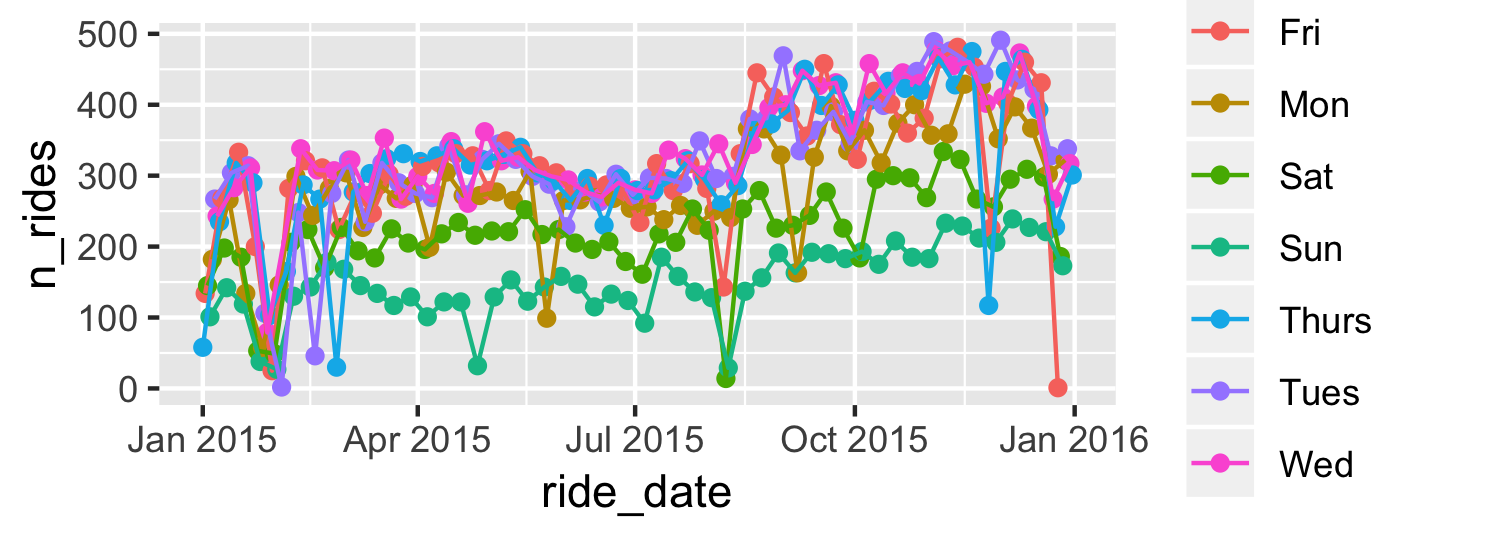 n_rides
500
400
300
200
100
0
Jan 2015
Apr 2015
Jul 2015
Oct 2015
Jan 2016
ride_date
Fri
Mon
Sat
Sun
Thurs
Tues
Wed